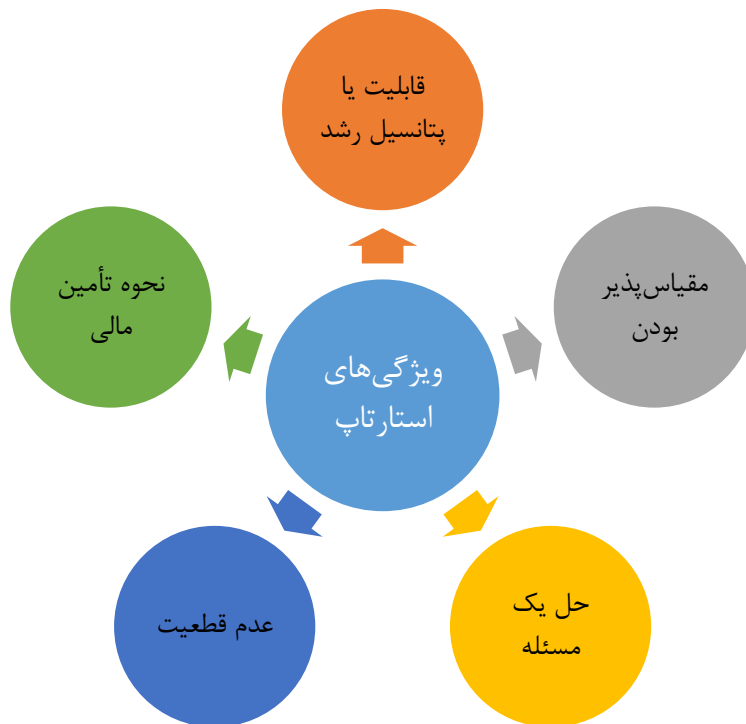 قابلیت یا
پتانسیل رشد
نحوه تأمین
مالی
مقیاس‌پذیر
بودن
ویژگی‌های
استارتاپ
عدم قطعیت
حل یک
مسئله